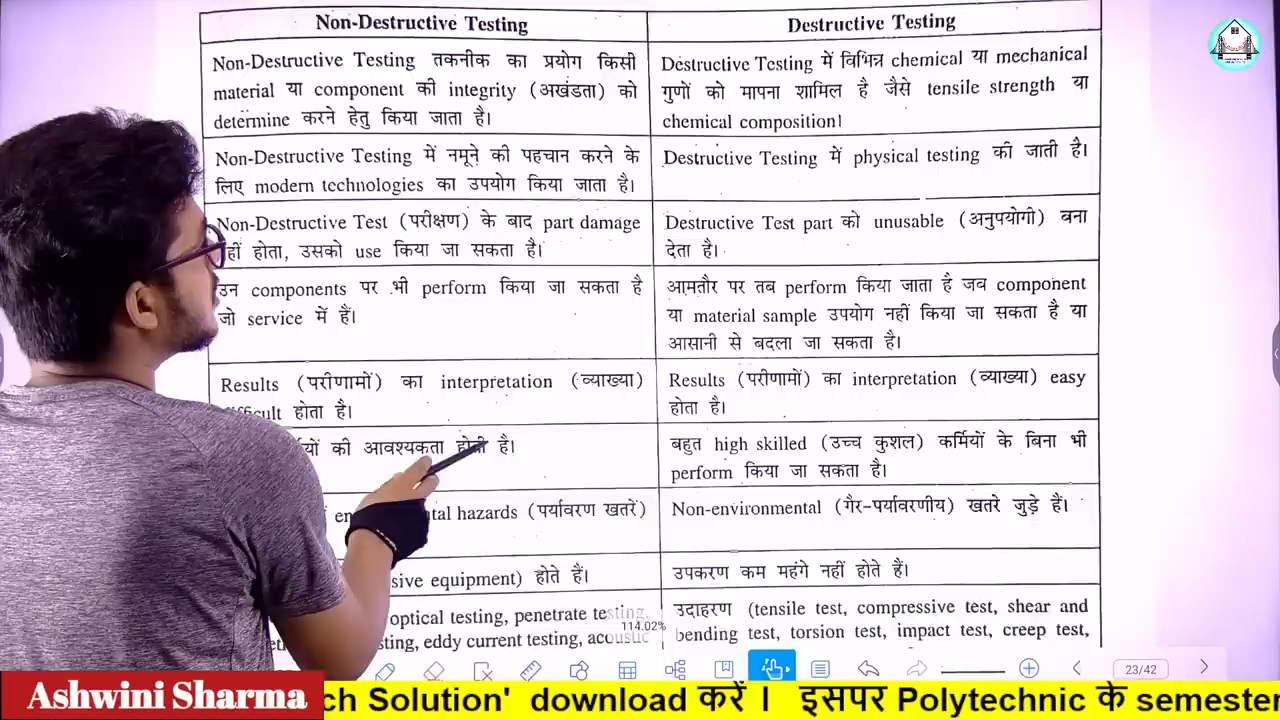 Non-Destructive Testing
Destructive Testing
Non-Destructive Testing तकनीक का प्रयोग किसी
material या component की integrity (अखंडता) को
determine करने हेतु किया जाता है।
Destructive Testing में विभिन्न chemical या mechanical
गुणों को मापना शामिल है जैसे tensile strength या
chemical composition।
Non-Destructive Testing में नमूने की पहचान करने के
लिए modern technologies का उपयोग किया जाता है।
Destructive Testing में physical testing की जाती है।
Non-Destructive Test (परीक्षण) के बाद part damage
होता, उसको use किया जा सकता है।
Destructive Test part को unusable (अनुपयोगी) बना
देता है।
उन components पर भी perform किया जा सकता है
जो service में हैं।
आमतौर पर तब perform किया जाता है जब component
या material sample उपयोग नहीं किया जा सकता है या
आसानी से बदला जा सकता है।
Results (परीणामों) का interpretation (व्याख्या)
होता है।
Results (परीणामों) का interpretation (व्याख्या) easy
होता है।
की आवश्यकता होती है।
बहुत high skilled (उच्च कुशल) कर्मियों के बिना भी
perform किया जा सकता है।
hazards (पर्यावरण खतरें)
Non-environmental (गैर-पर्यावरणीय) खतरे जुड़े हैं।
equipment) होते हैं।
उपकरण कम महंगे नहीं होते हैं।
optical testing, penetrate testing,
eddy current testing, acoustic
उदाहरण (tensile test, compressive test, shear and
bending test, torsion test, impact test, creep test,
114.02%
23/42
Ashwini Sharma
ch Solution' download करें । इसपर Polytechnic के semester